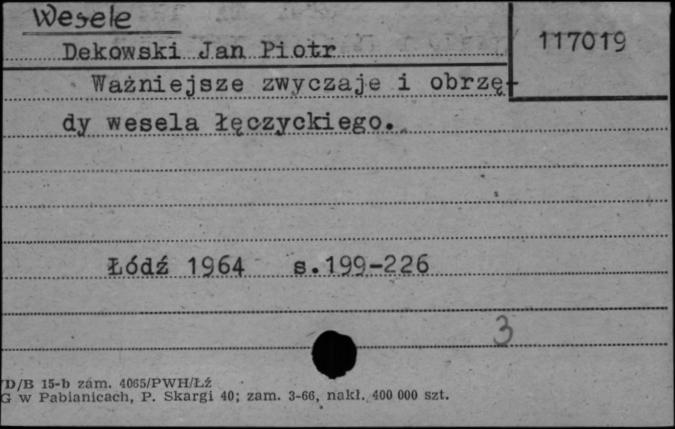 Wesele
Dekowski Jan Piotr
117019
Ważniejsze zwyczaje i obrzę-
dy wesela łęczyckiego.
Łódź 1964 s.199-226
3
D/B 15-b zam. 4065/PWH/Łź
G w Pabianicach, P. Skargi 40; zam. 3-66, nakł. 400 000 szt.